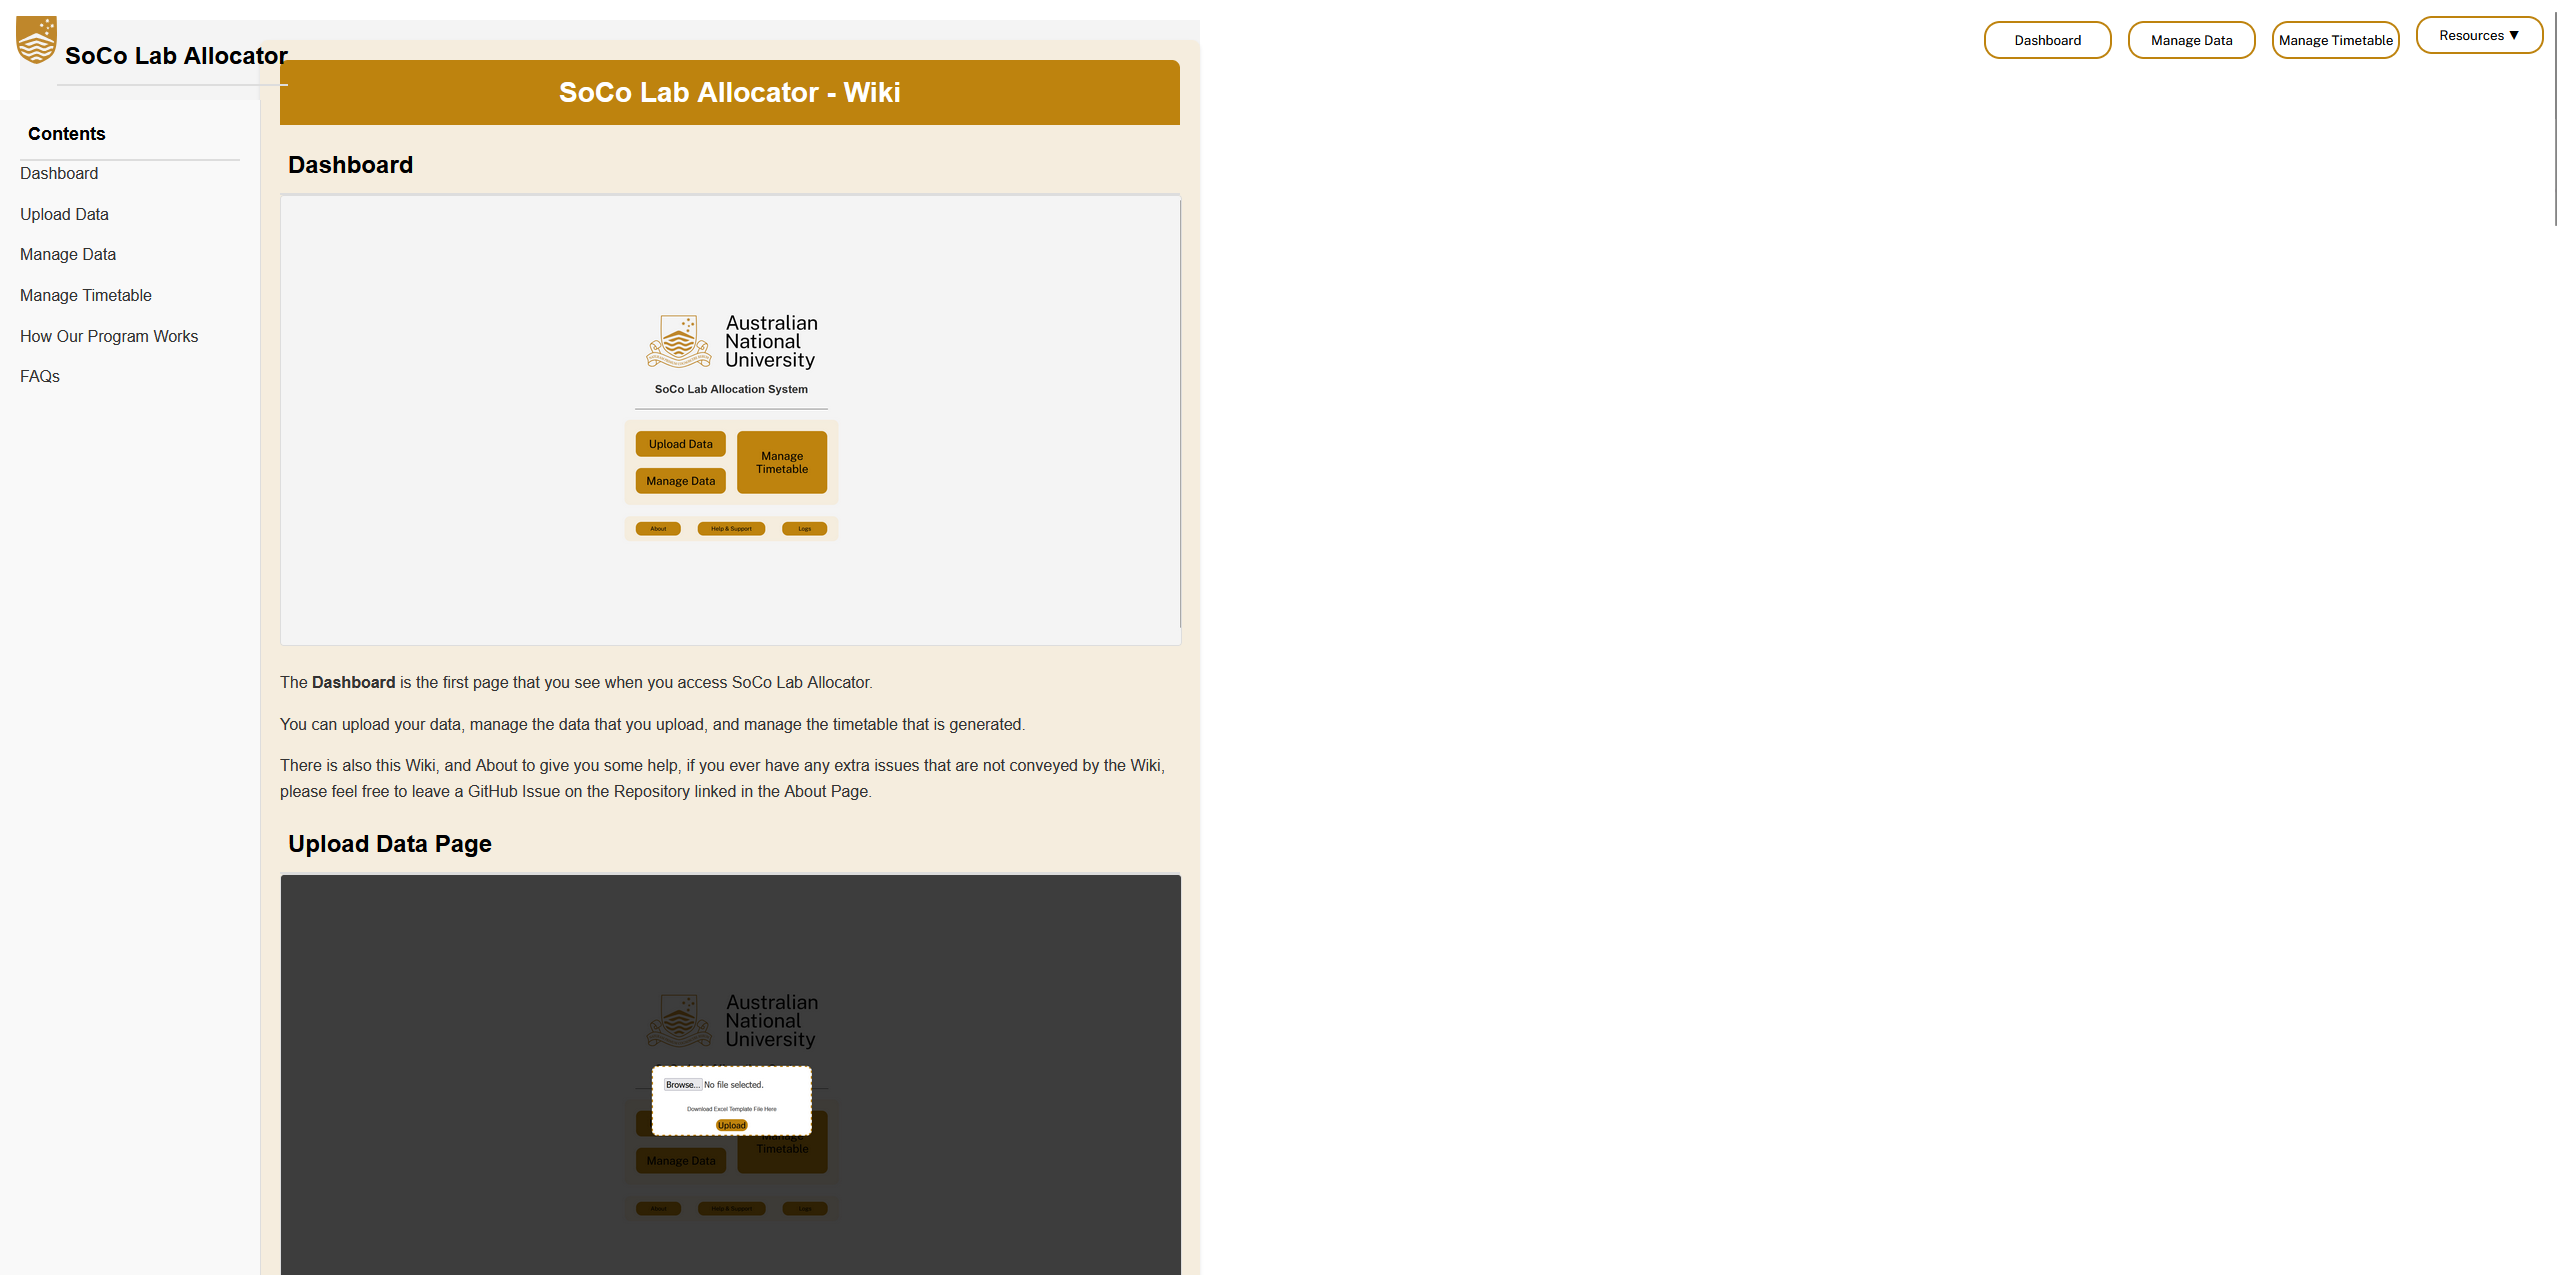 SoCo Lab Allocator
Dashboard
Manage Data
Manage Timetable
Resources ▼
Contents
Dashboard
Upload Data
Manage Data
Manage Timetable
How Our Program Works
FAQs
SoCo Lab Allocator - Wiki
Dashboard
Australian
National
University
SoCo Lab Allocation System
Upload Data
Manage Data
Manage
Timetable
About
Help & Support
Logs
The Dashboard is the first page that you see when you access SoCo Lab Allocator.
You can upload your data, manage the data that you upload, and manage the timetable that is generated.
There is also this Wiki, and About to give you some help, if you ever have any extra issues that are not conveyed by the Wiki,
please feel free to leave a GitHub Issue on the Repository linked in the About Page.
Upload Data Page
Australian
National
University
Browse... No file selected.
Download Excel Template File Here
Upload
Manage
Timetable
Manage Data
About
Help & Support
Logs